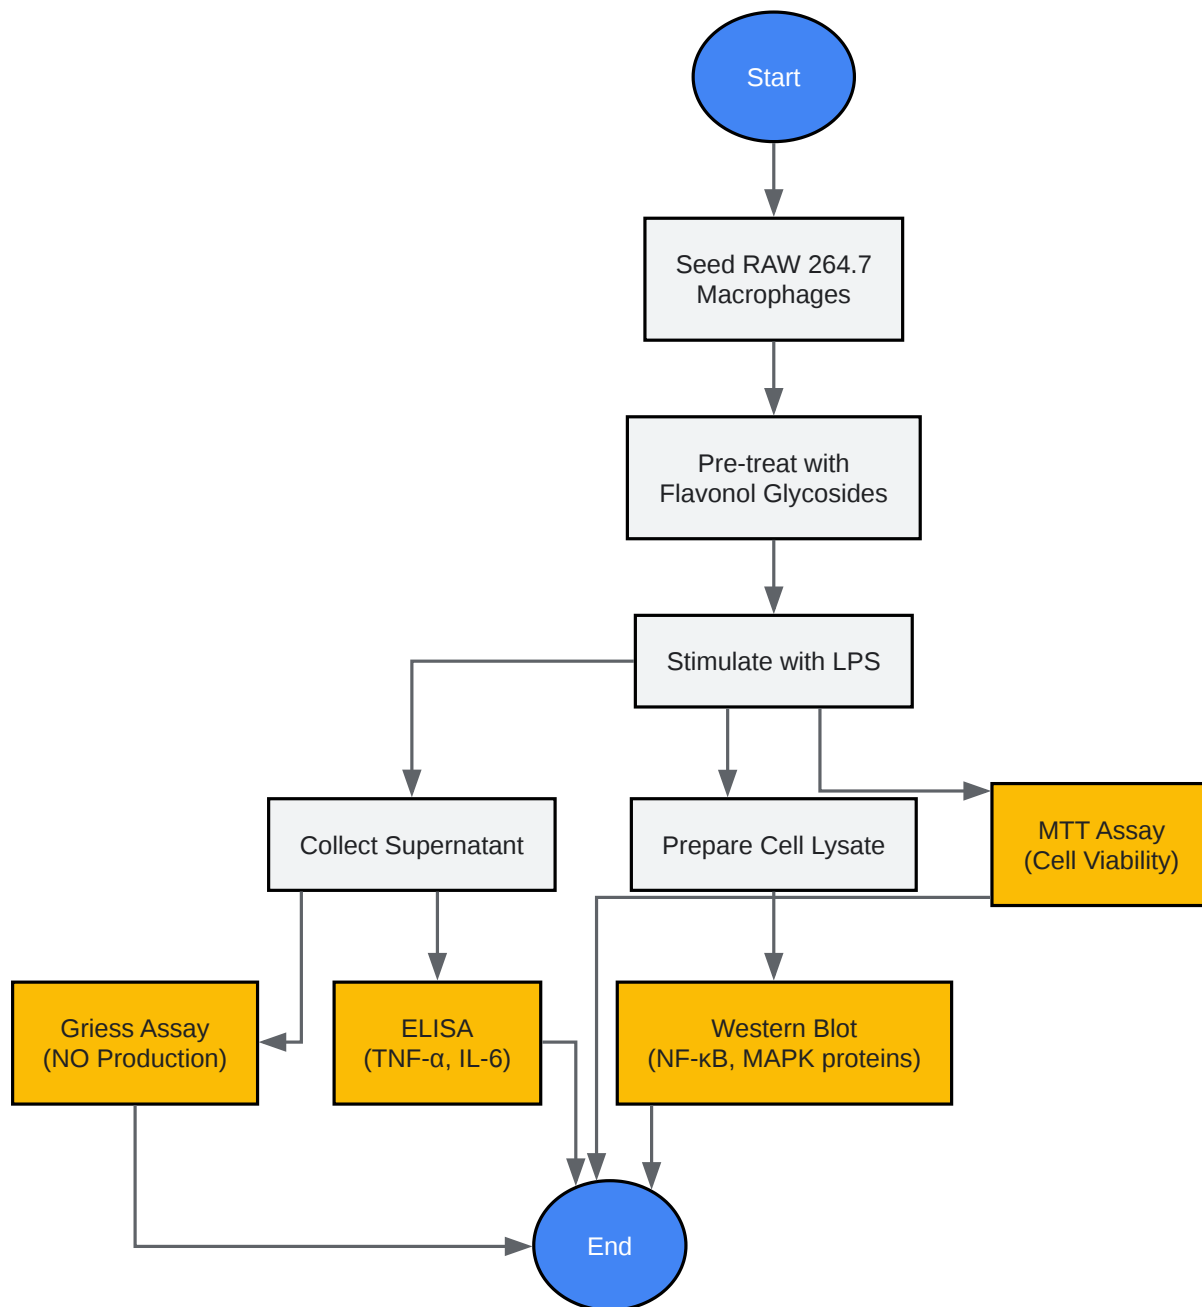 Start
Seed RAW 264.7
Macrophages
Pre-treat with
Flavonol Glycosides
Stimulate with LPS
Collect Supernatant
Prepare Cell Lysate
MTT Assay
(Cell Viability)
Griess Assay
(NO Production)
ELISA
(TNF-α, IL-6)
Western Blot
(NF-κB, MAPK proteins)
End